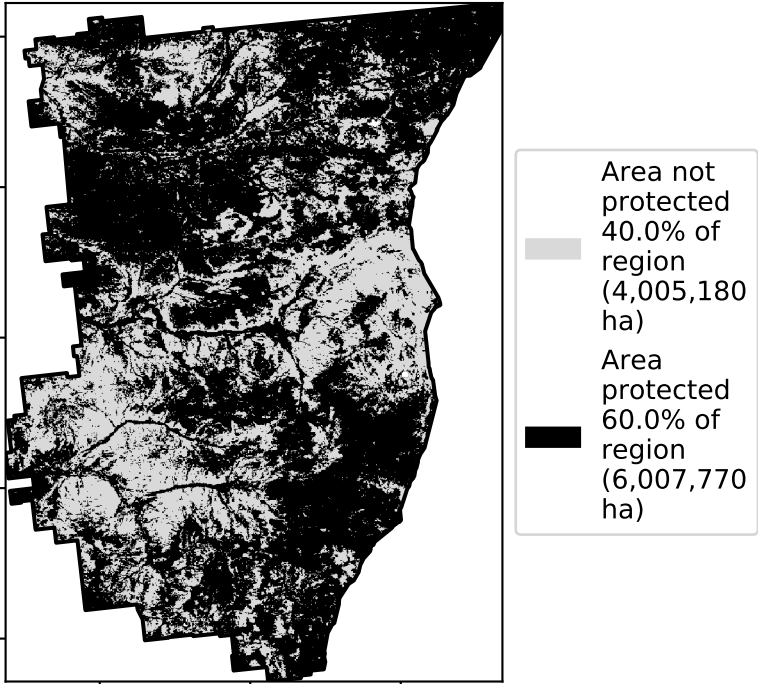 Area not
protected
40.0% of
region
(4,005,180
ha)
Area
protected
60.0% of
region
(6,007,770
ha)